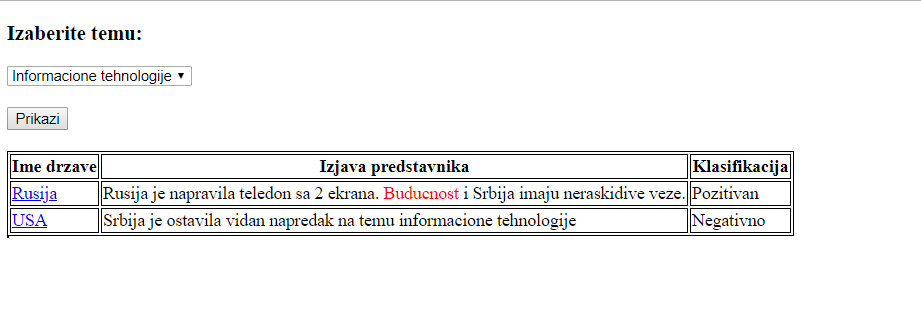 Izaberite temu:
Informacione tehnologije
Prikazi
Ime drzave Izjava predstavnika Klasifikacija
Rusija Rusija je napravila teledon sa 2 ekrana. Buducnost i Srbija imaju neraskidive veze. Pozitivan
USA Srbija je ostavila vidan napredak na temu informacione tehnologije Negativno